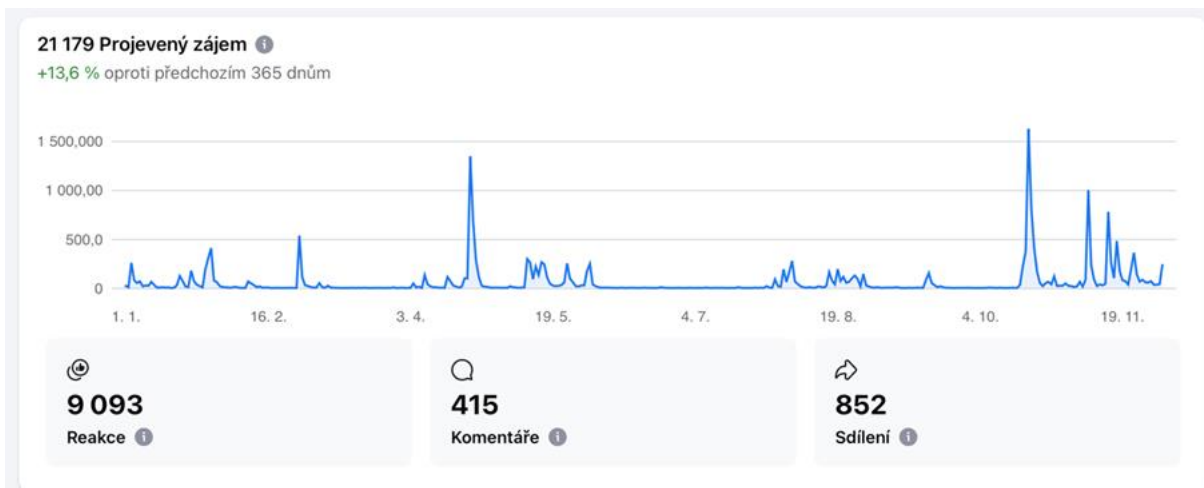 21 179 Projevený zájem
+13,6 % oproti předchozím 365 dnům
1 500,000
1 000,00
500,0
0
1. 1. 16. 2. 3. 4. 19. 5. 4. 7. 19. 8. 4. 10. 19. 11.
9 093
Reakce
415
Komentáře
852
Sdílení